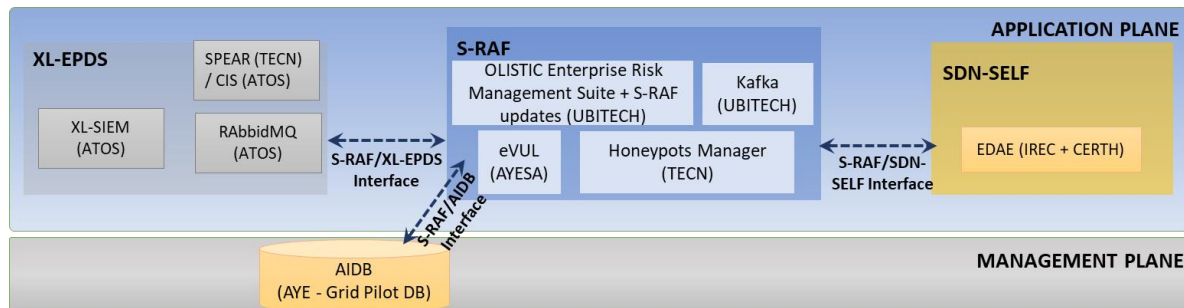 APPLICATION PLANE
XL-EPDS
SPEAR (TECN)
/ CIS (ATOS)
XL-SIEM
(ATOS)
RAbbidMQ
(ATOS)
S-RAF/XL-EPDS
Interface
S-RAF
OLISTIC Enterprise Risk
Management Suite + S-RAF
updates (UBITECH)
Kafka
(UBITECH)
eVUL
(AYESA)
Honeypots Manager
(TECN)
S-RAF/SDN-
SELF Interface
SDN-SELF
EDAE (IREC + CERTH)
S-RAF/AIDB
Interface
MANAGEMENT PLANE
AIDB
(AYE - Grid Pilot DB)